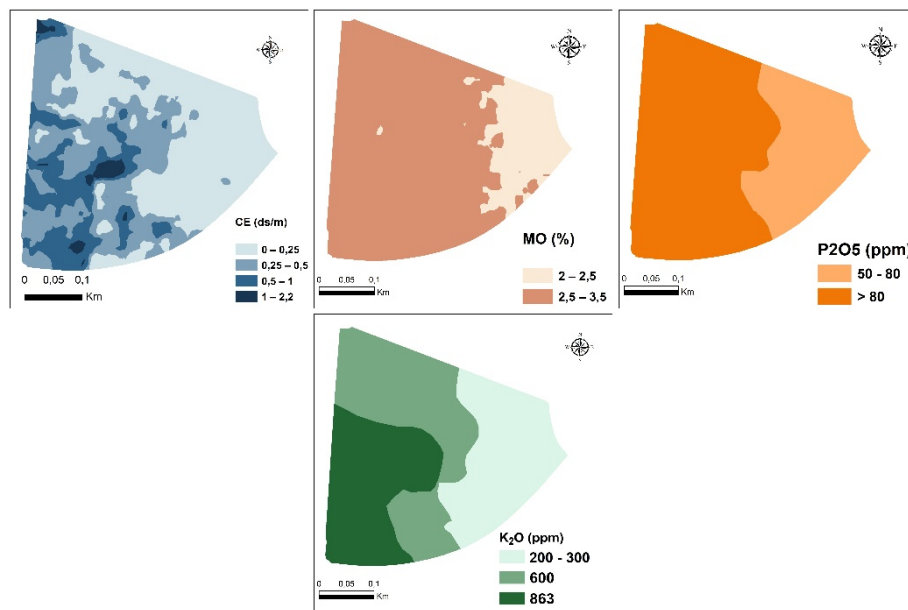 N
W E
S
CE (ds/m)
0 – 0,25
0,25 – 0,5
0,5 – 1
1 – 2,2
0 0,05 0,1
Km
N
W E
S
MO (%)
2 – 2,5
2,5 – 3,5
0 0,05 0,1
Km
N
W E
S
P2O5 (ppm)
50 - 80
> 80
0 0,05 0,1
Km
N
W E
S
K₂O (ppm)
200 - 300
600
863
0 0,05 0,1
Km